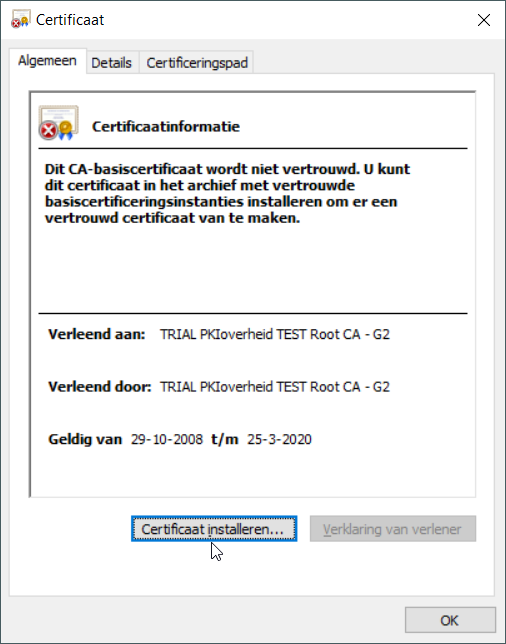 Certificaat
Algemeen Details Certificeringspad
Certificaatinformatie
Dit CA-basiscertificaat wordt niet vertrouwd. U kunt
dit certificaat in het archief met vertrouwde
basiscertificeringsinstanties installeren om er een
vertrouwd certificaat van te maken.
Verleend aan: TRIAL PKIoverheid TEST Root CA - G2
Verleend door: TRIAL PKIoverheid TEST Root CA - G2
Geldig van 29-10-2008 t/m 25-3-2020
Certificaat installeren... Verklaring van verlener
OK